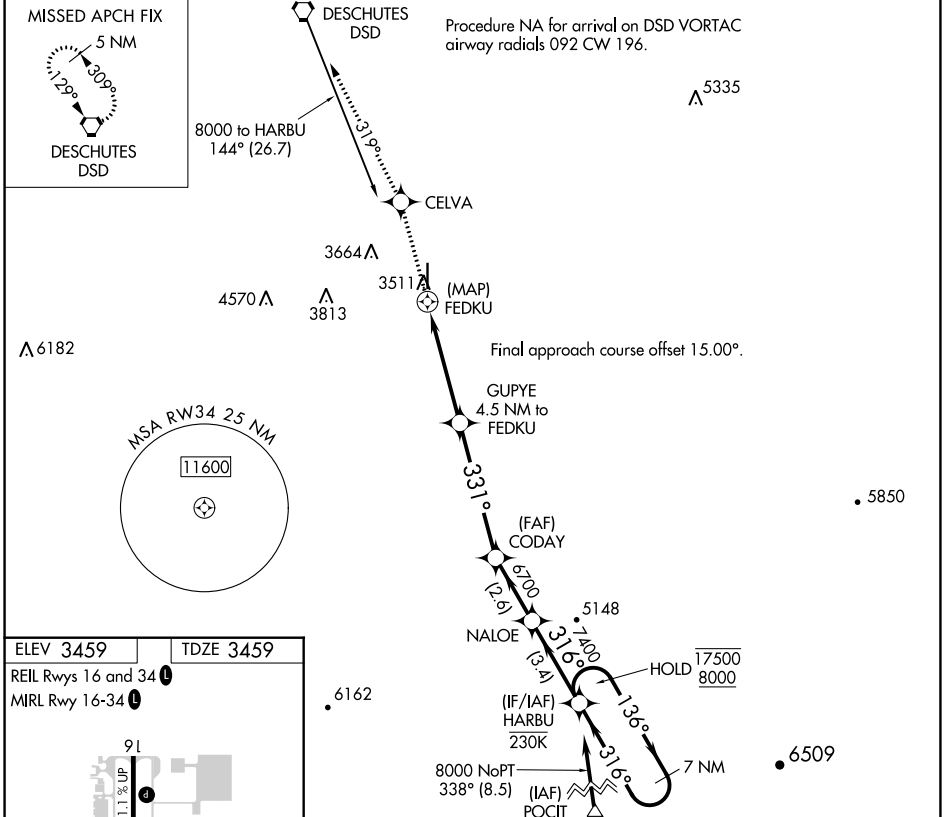 MISSED APCH FIX
5 NM
309°
129°
DESCHUTES
DSD
DESCHUTES
DSD
Procedure NA for arrival on DSD VORTAC
airway radials 092 CW 196.
5335
8000 to HARBU
144° (26.7)
319°
CELVA
3664
3511
(MAP)
FEDKU
4570
3813
6182
Final approach course offset 15.00°.
GUPYE
4.5 NM to
FEDKU
MSA RW34 25 NM
11600
331°
5850
(FAF)
CODAY
6700
(2.6)
5148
NALOE
316°
7400
(3.4)
HOLD
17500
8000
136°
(IF/IAF)
HARBU
230K
316°
7 NM
6509
6162
8000 NoPT
338° (8.5)
(IAF)
POCIT
ELEV 3459
TDZE 3459
REIL Rwys 16 and 34 L
MIRL Rwy 16-34 L
16
1.1 % UP
P